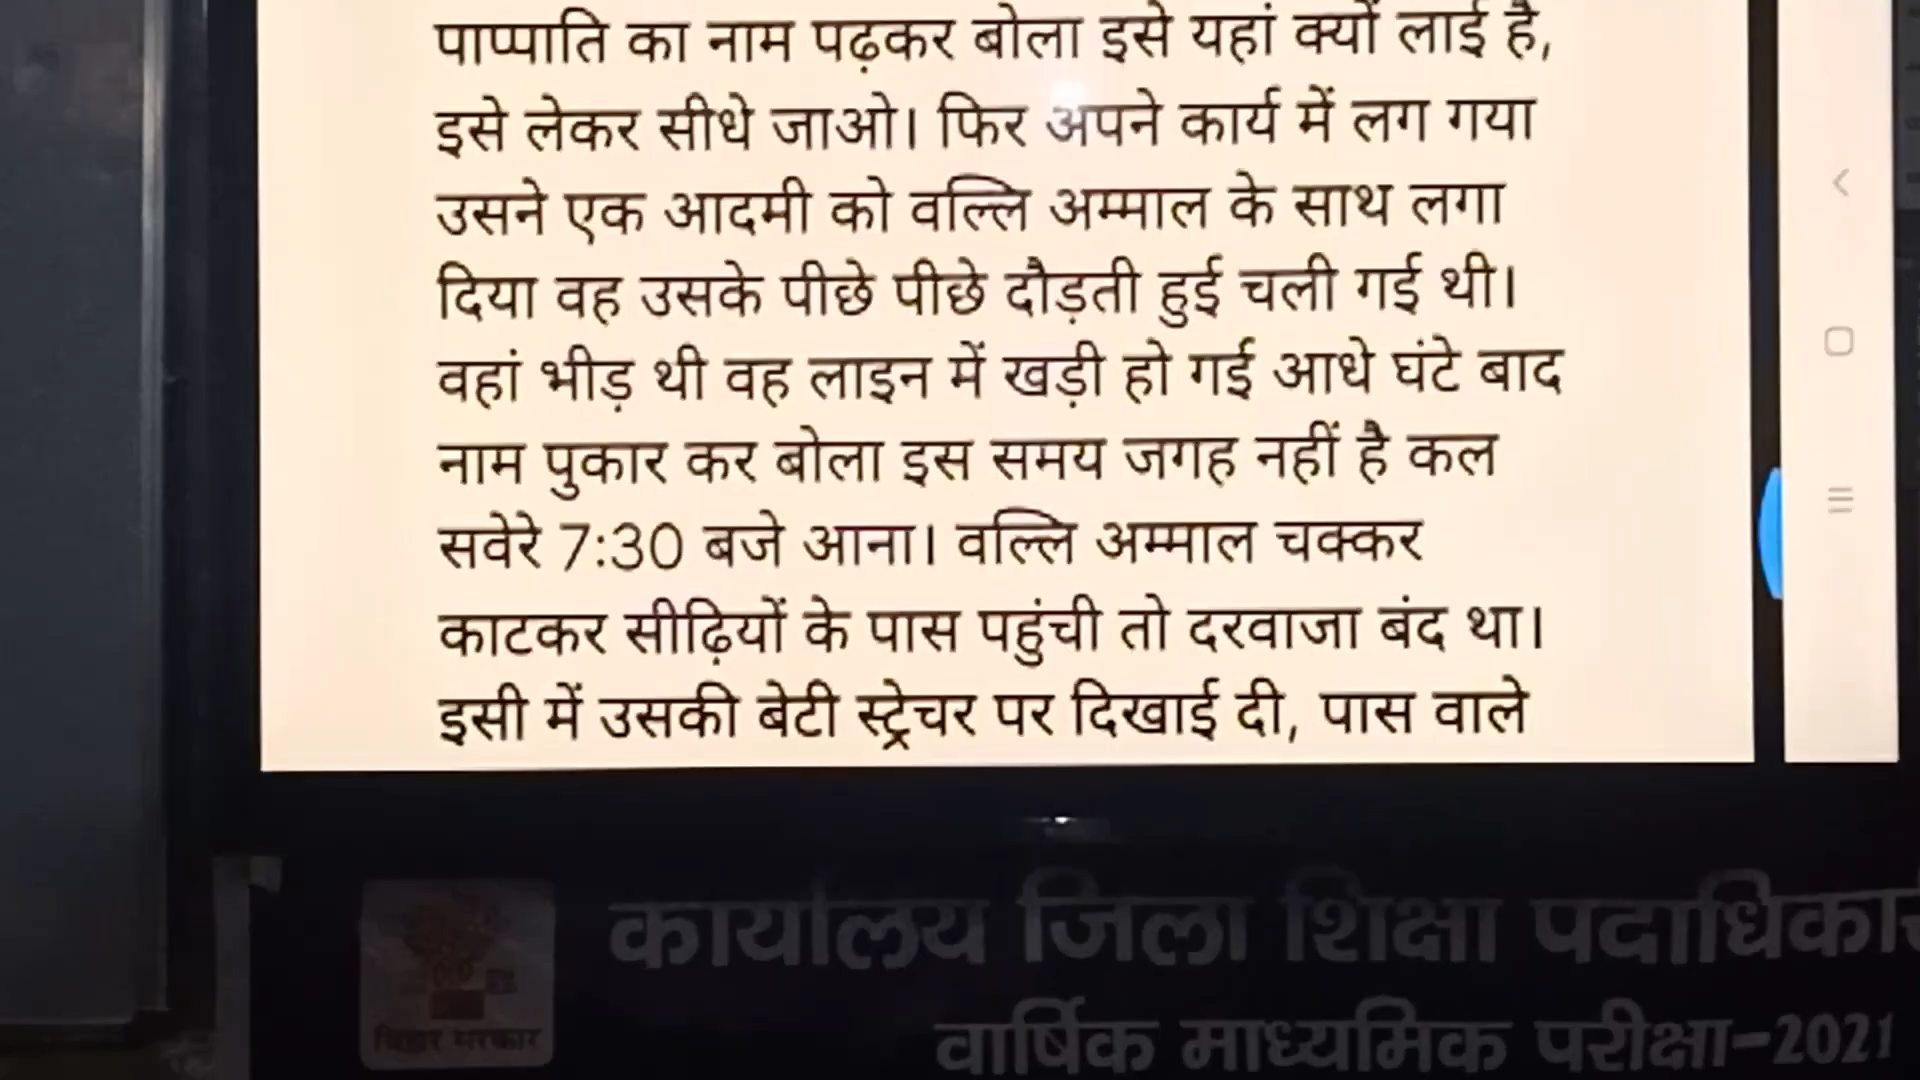 पाप्पाति का नाम पढ़कर बोला इसे यहां क्यों लाई है,
इसे लेकर सीधे जाओ। फिर अपने कार्य में लग गया
उसने एक आदमी को वल्लि अम्माल के साथ लगा
दिया वह उसके पीछे पीछे दौड़ती हुई चली गई थी।
वहां भीड़ थी वह लाइन में खड़ी हो गई आधे घंटे बाद
नाम पुकार कर बोला इस समय जगह नहीं है कल
सवेरे 7:30 बजे आना। वल्लि अम्माल चक्कर
काटकर सीढ़ियों के पास पहुंची तो दरवाजा बंद था।
इसी में उसकी बेटी स्ट्रेचर पर दिखाई दी, पास वाले
कार्यालय जिला शिक्षा पदाधिकारी
बिहार सरकार
वार्षिक माध्यमिक परीक्षा-2021